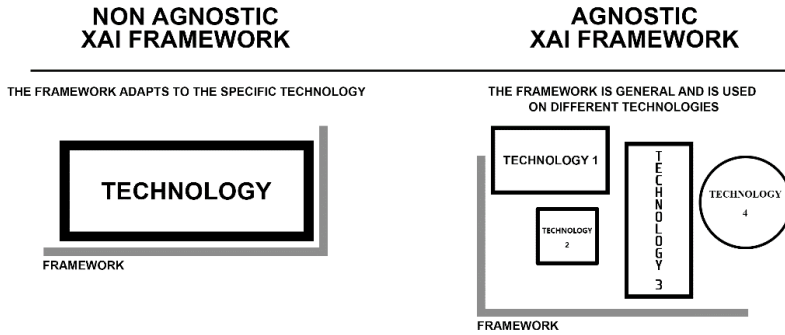 NON AGNOSTIC
XAI FRAMEWORK
THE FRAMEWORK ADAPTS TO THE SPECIFIC TECHNOLOGY
TECHNOLOGY
FRAMEWORK
AGNOSTIC
XAI FRAMEWORK
THE FRAMEWORK IS GENERAL AND IS USED
ON DIFFERENT TECHNOLOGIES
TECHNOLOGY 1
TECHNOLOGY
2
TECHNOLOGY 3
TECHNOLOGY
4
FRAMEWORK